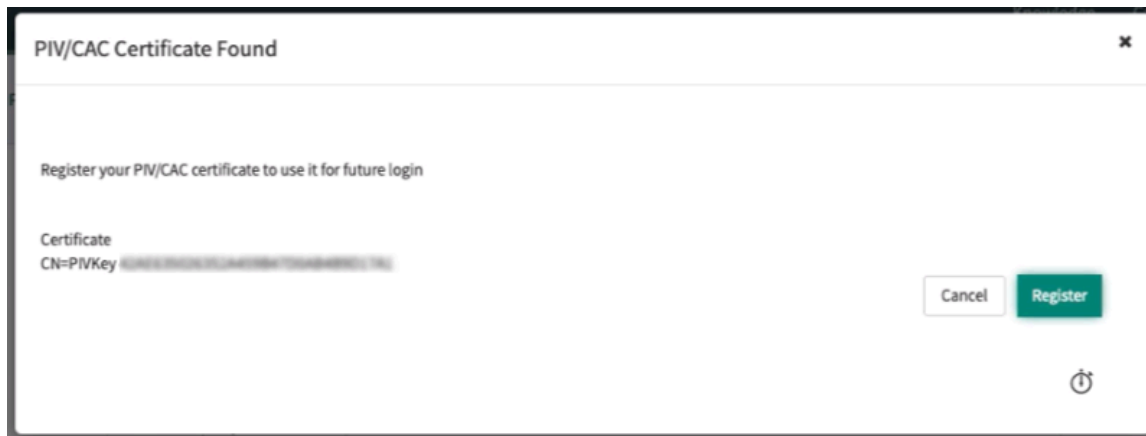 PIV/CAC Certificate Found
Register your PIV/CAC certificate to use it for future login
Certificate
CN=PIVKey
Cancel
Register